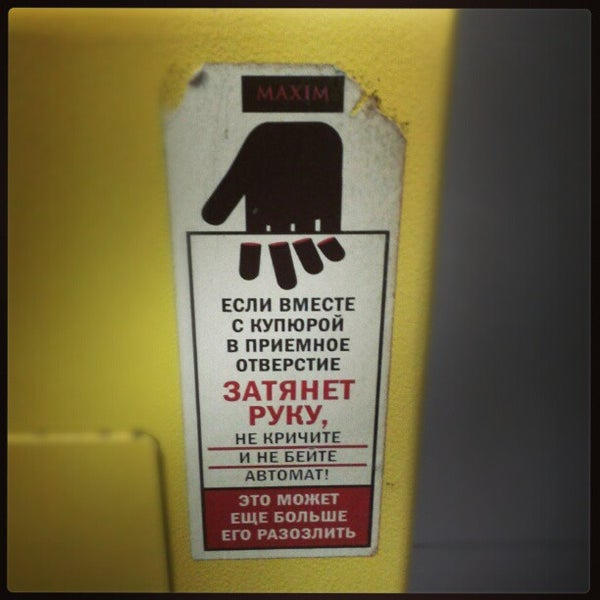 MAXIM
ЕСЛИ ВМЕСТЕ
С КУПЮРОЙ
В ПРИЕМНОЕ
ОТВЕРСТИЕ
ЗАТЯНЕТ
РУКУ,
НЕ КРИЧИТЕ
И НЕ БЕЙТЕ
АВТОМАТ!
ЭТО МОЖЕТ
ЕЩЕ БОЛЬШЕ
ЕГО РАЗОЗЛИТЬ